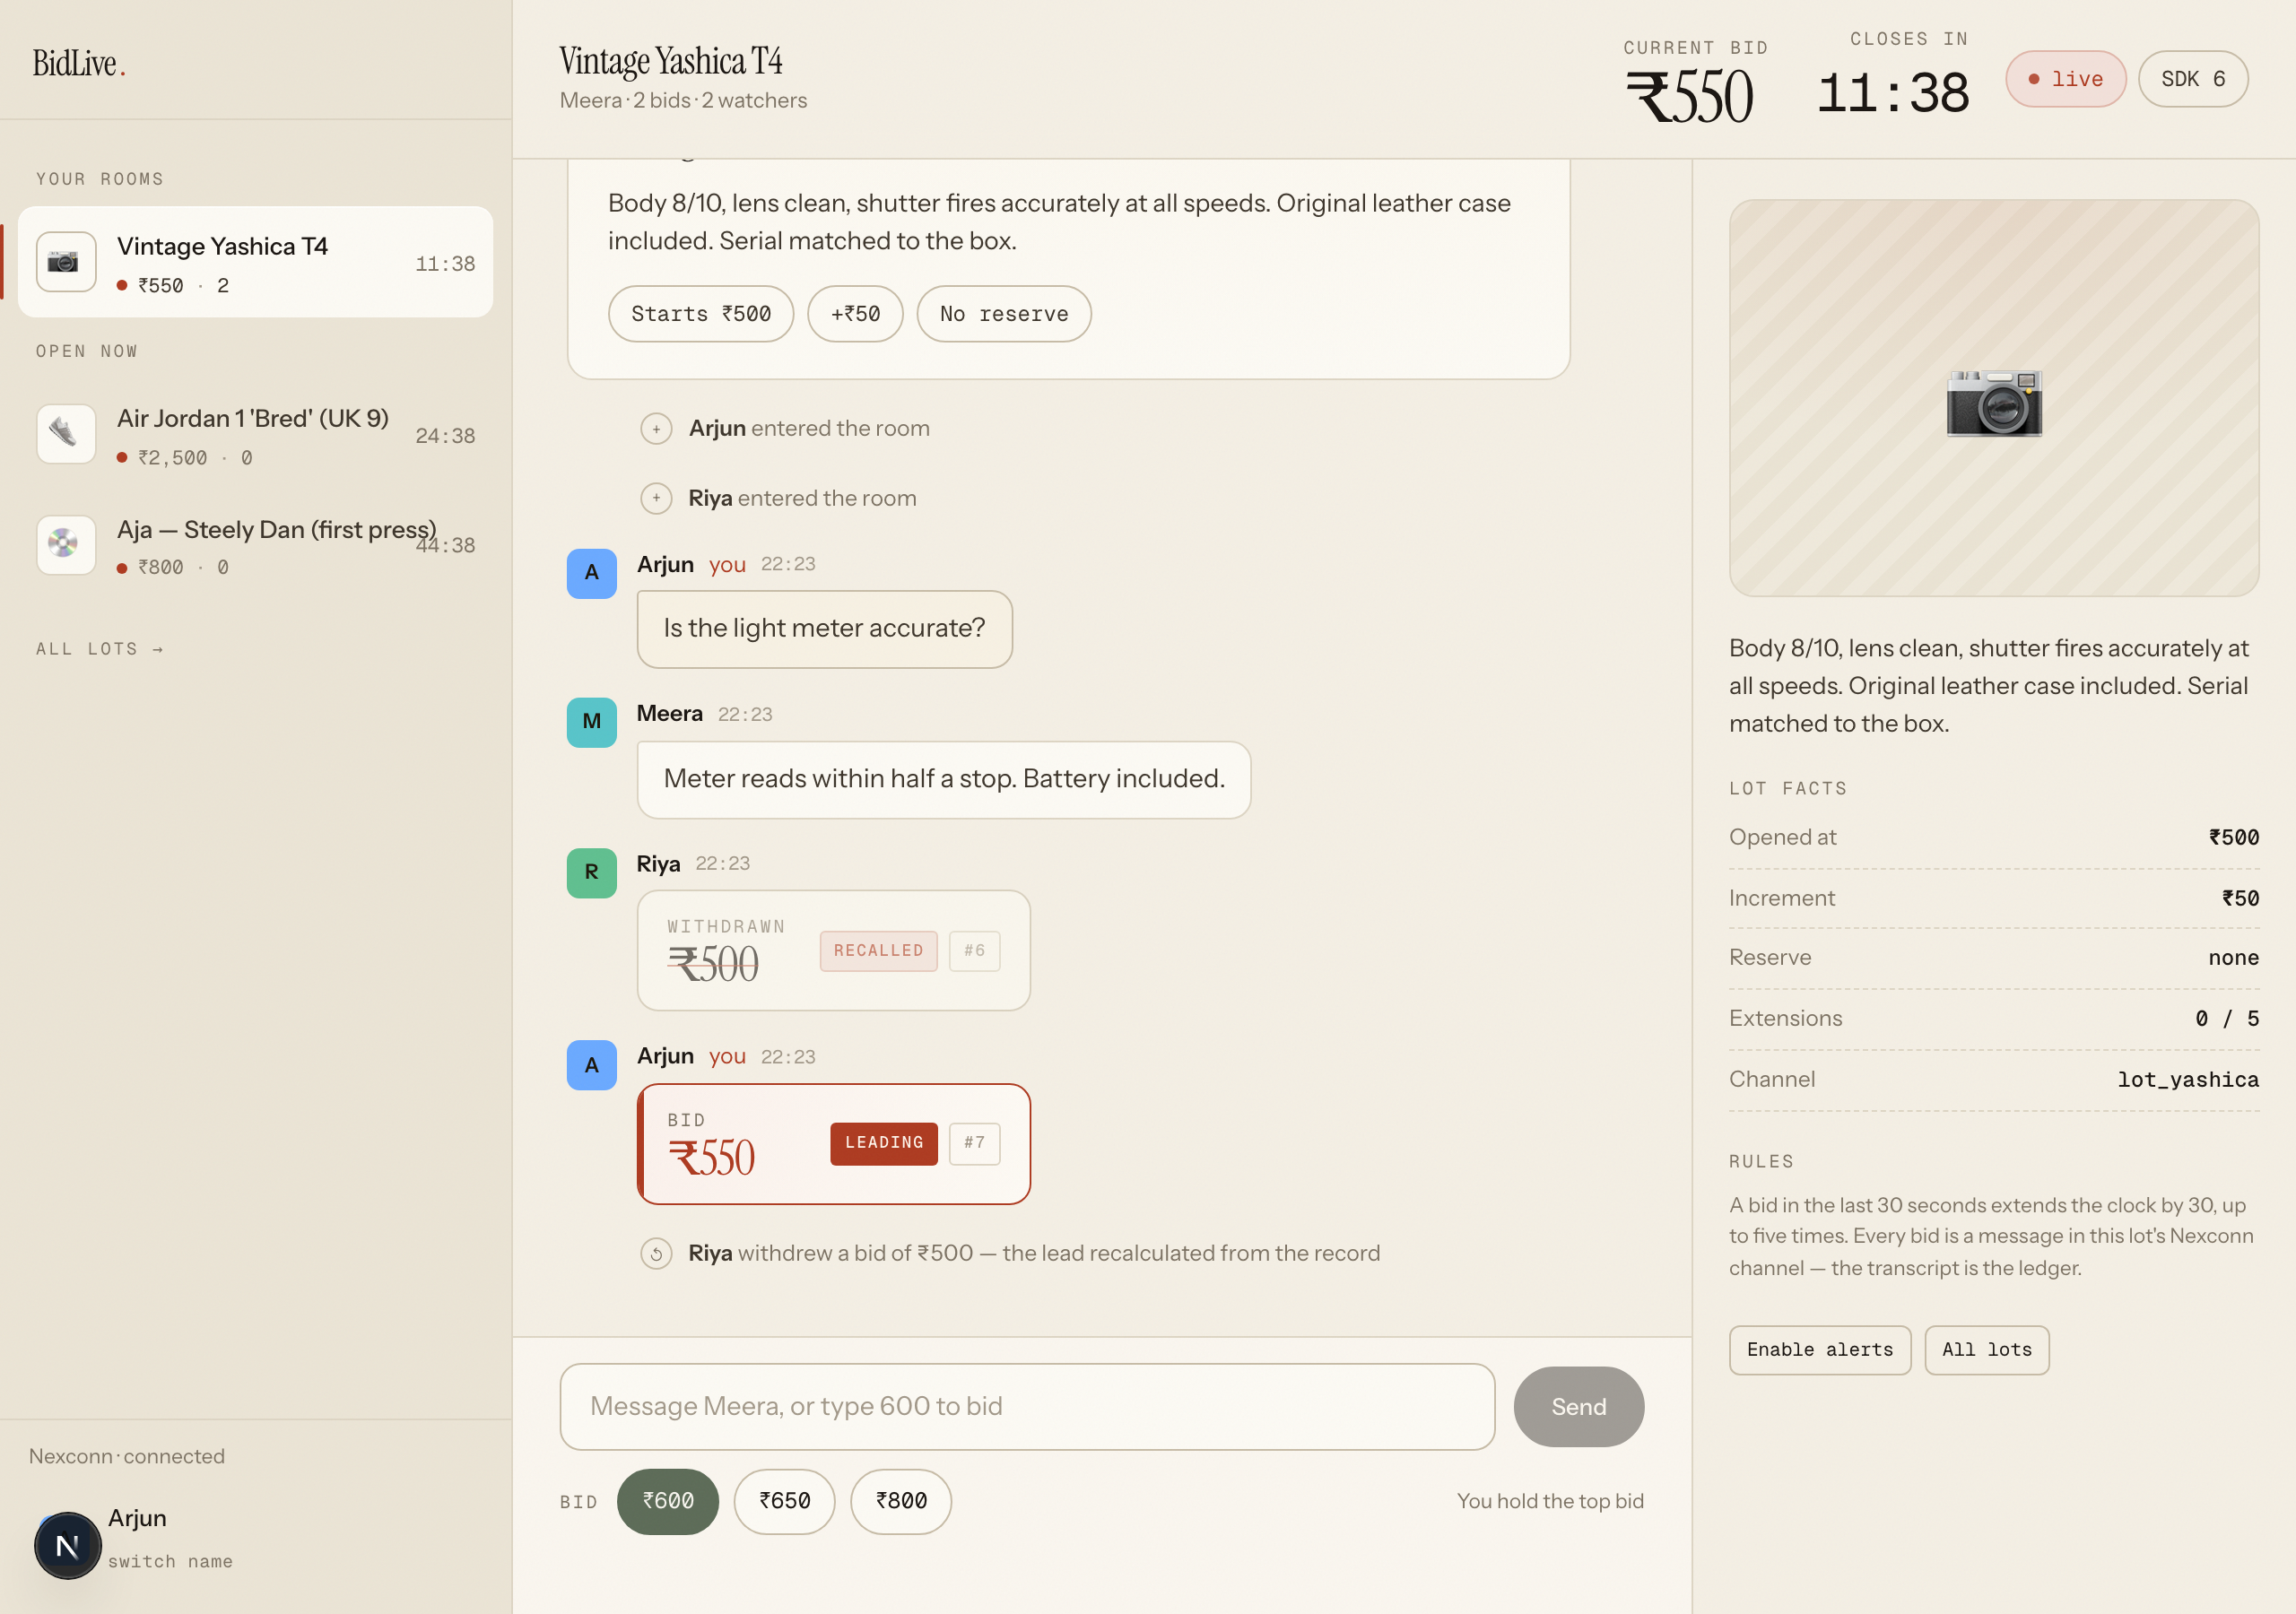 BidLive.
YOUR ROOMS
Vintage Yashica T4
₹550 · 2
11:38
OPEN NOW
Air Jordan 1 'Bred' (UK 9)
₹2,500 · 0
24:38
Aja — Steely Dan (first press)
₹800 · 0
44:38
ALL LOTS →
Nexconn · connected
N
Arjun
switch name
Vintage Yashica T4
Meera · 2 bids · 2 watchers
CURRENT BID
₹550
CLOSES IN
11:38
live
SDK 6
Body 8/10, lens clean, shutter fires accurately at all speeds. Original leather case
included. Serial matched to the box.
Starts ₹500
+₹50
No reserve
+ Arjun entered the room
+ Riya entered the room
A
Arjun you 22:23
Is the light meter accurate?
M
Meera 22:23
Meter reads within half a stop. Battery included.
R
Riya 22:23
WITHDRAWN
₹500
RECALLED
#6
A
Arjun you 22:23
BID
₹550
LEADING
#7
Riya withdrew a bid of ₹500 — the lead recalculated from the record
Message Meera, or type 600 to bid
Send
BID
₹600
₹650
₹800
You hold the top bid
Body 8/10, lens clean, shutter fires accurately at
all speeds. Original leather case included. Serial
matched to the box.
LOT FACTS
Opened at ₹500
Increment ₹50
Reserve none
Extensions 0 / 5
Channel lot_yashica
RULES
A bid in the last 30 seconds extends the clock by 30, up
to five times. Every bid is a message in this lot's Nexconn
channel — the transcript is the ledger.
Enable alerts
All lots